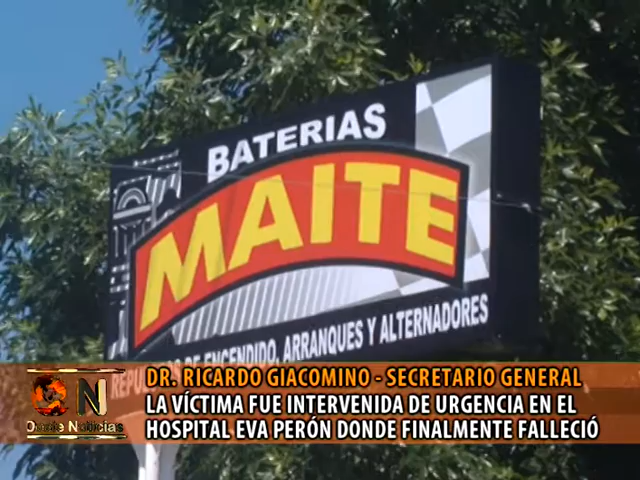 BATERIAS
MAITE
REPUESTOS DE ENCENDIDO, ARRANQUES Y ALTERNADORES
DR. RICARDO GIACOMINO - SECRETARIO GENERAL
LA VÍCTIMA FUE INTERVENIDA DE URGENCIA EN EL
HOSPITAL EVA PERÓN DONDE FINALMENTE FALLECIÓ
N
Noticias